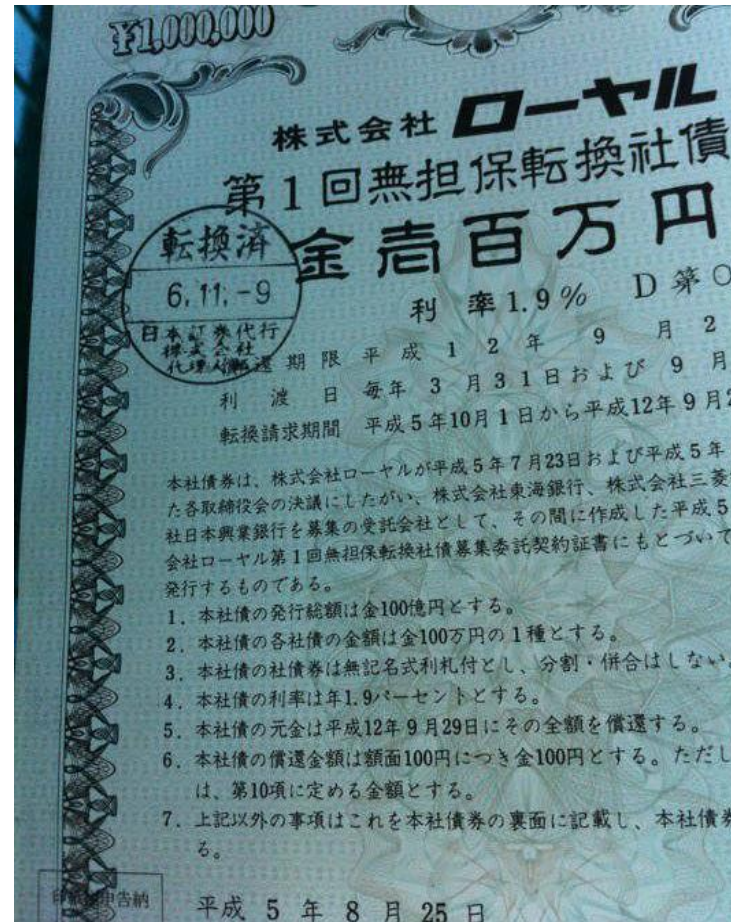 ¥1,000,000
株式会社 ローヤル
第1回無担保転換社債
金壱百万円
転換済
6.11.-9
日本証券代行
株式会社
代理人
利率1.9% D第
還期限 平成12年9月2
利渡日 毎年3月31日および9月
転換請求期間 平成5年10月1日から平成12年9月2
本社債券は、株式会社ローヤルが平成5年7月23日および平成5年
た各取締役会の決議にしたがい、株式会社東海銀行、株式会社三菱
社日本興業銀行を募集の受託会社として、その間に作成した平成5
会社ローヤル第1回無担保転換社債募集委託契約証書にもとづいて
発行するものである。
1. 本社債の発行総額は金100億円とする。
2. 本社債の各社債の金額は金100万円の1種とする。
3. 本社債の社債券は無記名式利札付とし、分割・併合はしない。
4. 本社債の利率は年1.9パーセントとする。
5. 本社債の元金は平成12年9月29日にその全額を償還する。
6. 本社債の償還金額は額面100円につき金100円とする。ただし
は、第10項に定める金額とする。
7. 上記以外の事項はこれを本社債券の裏面に記載し、本社債券
る。
申告納
平成5年8月25日